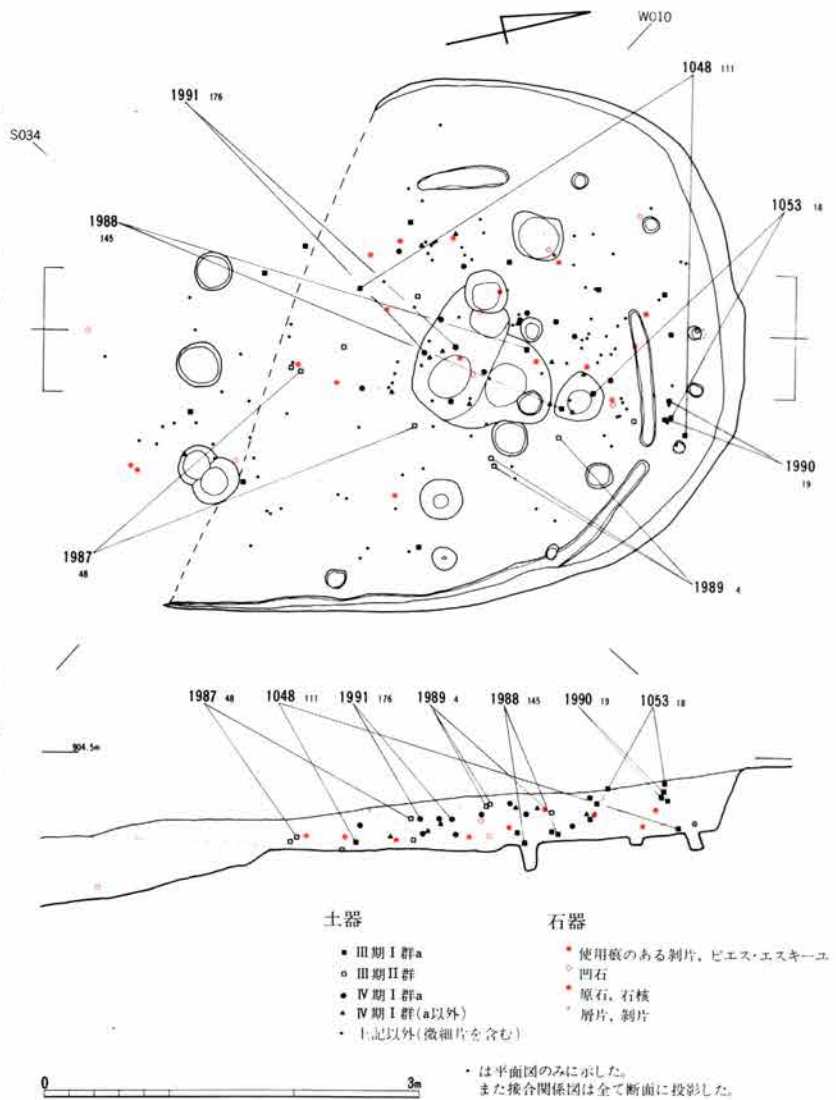 W010
1048 111
1991 176
S034
1053 18
1988
145
1990
19
1987
48
1989 4
1987 48 1048 111 1991 176 1989 4 1988 145 1990 19 1053 18
904.5m
土器
■ III期I群a
□ III期II群
● IV期I群a
▲ IV期I群(a以外)
・ 上記以外(微細片を含む)
石器
使用痕のある剝片, ピエス・エスキーユ
凹石
原石, 石核
屑片, 剝片
0 3m
・は平面図のみに示した。
また接合関係図は全て断面に投影した。